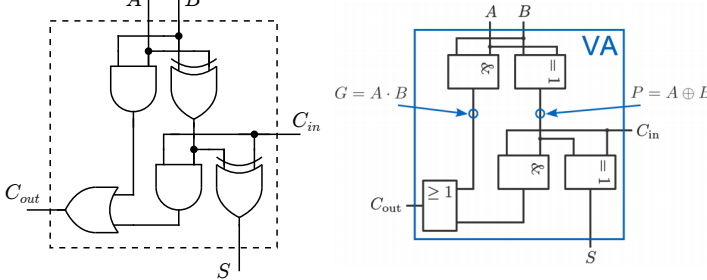 A B
C_in
C_out
S
A B
VA
& =1
G = A · B
P = A ⊕ B
C_in
& =1
≥ 1
C_out
S